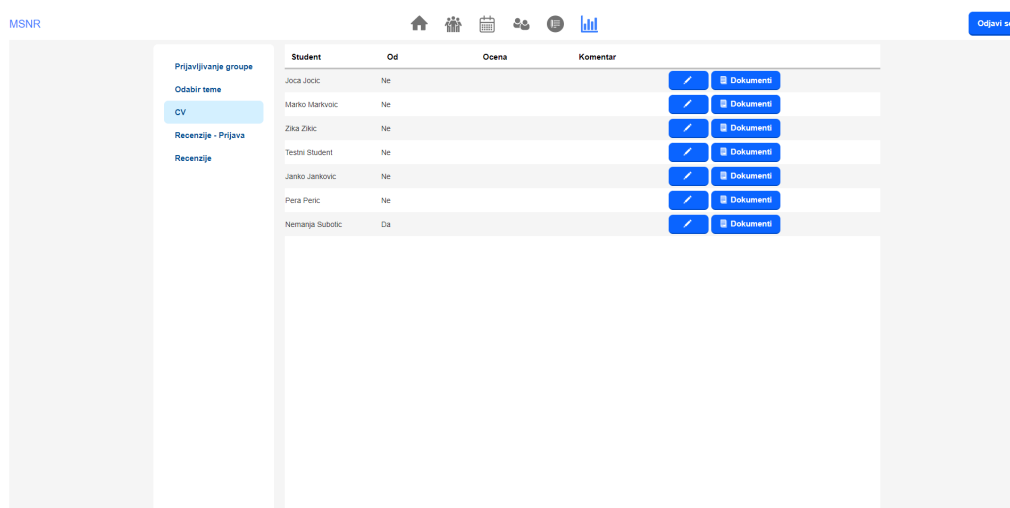 MSNR
Odjavi se
Prijavljivanje groupe
Odabir teme
CV
Recenzije - Prijava
Recenzije
Student Od Ocena Komentar
Joca Jocic Ne Dokumenti
Marko Markvoic Ne Dokumenti
Zika Zikic Ne Dokumenti
Testni Student Ne Dokumenti
Janko Jankovic Ne Dokumenti
Pera Peric Ne Dokumenti
Nemanja Subotic Da Dokumenti